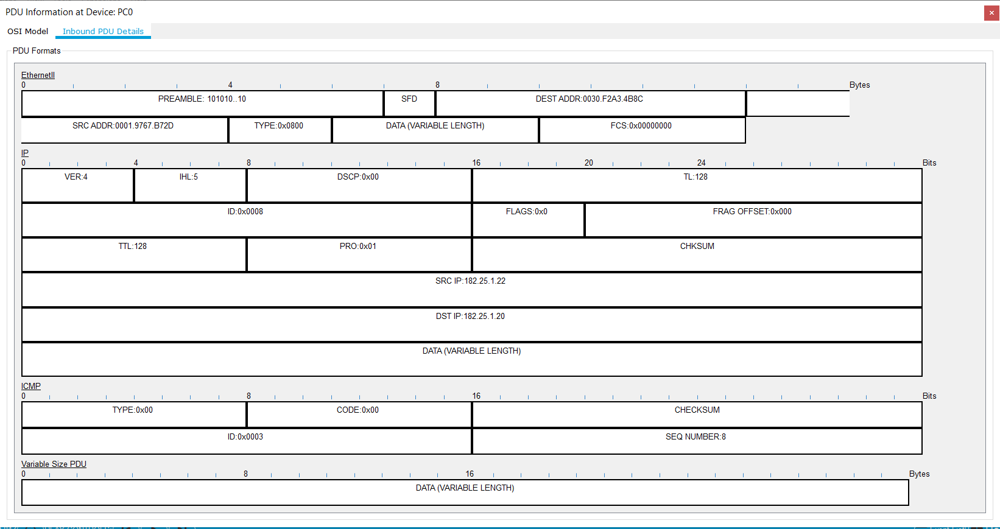 PDU Information at Device: PC0
×
OSI Model Inbound PDU Details
PDU Formats
EthernetII
0 4 8 Bytes
PREAMBLE: 101010..10 SFD DEST ADDR:0030.F2A3.4B8C
SRC ADDR:0001.9767.B72D TYPE:0x0800 DATA (VARIABLE LENGTH) FCS:0x00000000
IP
0 4 8 16 20 24 Bits
VER:4 IHL:5 DSCP:0x00 TL:128
ID:0x0008 FLAGS:0x0 FRAG OFFSET:0x000
TTL:128 PRO:0x01 CHKSUM
SRC IP:182.25.1.22
DST IP:182.25.1.20
DATA (VARIABLE LENGTH)
ICMP
0 8 16 Bits
TYPE:0x00 CODE:0x00 CHECKSUM
ID:0x0003 SEQ NUMBER:8
Variable Size PDU
0 8 16 Bytes
DATA (VARIABLE LENGTH)